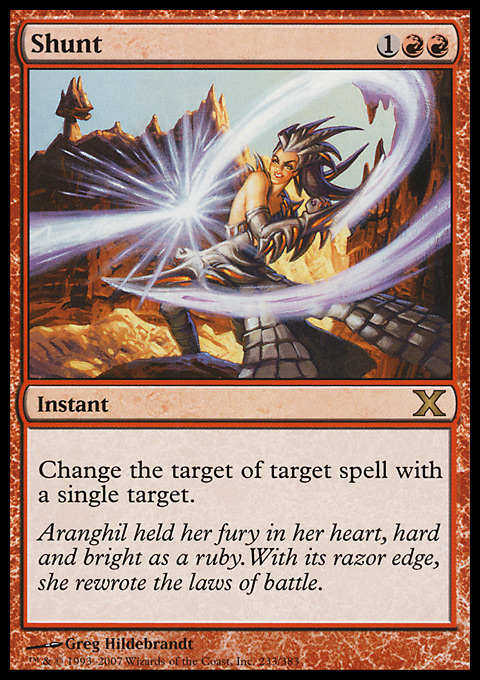 Shunt 1
Instant X
Change the target of target spell with
a single target.
Aranghil held her fury in her heart, hard
and bright as a ruby. With its razor edge,
she rewrote the laws of battle.
Greg Hildebrandt
™ & © 1993–2007 Wizards of the Coast, Inc. 233/383